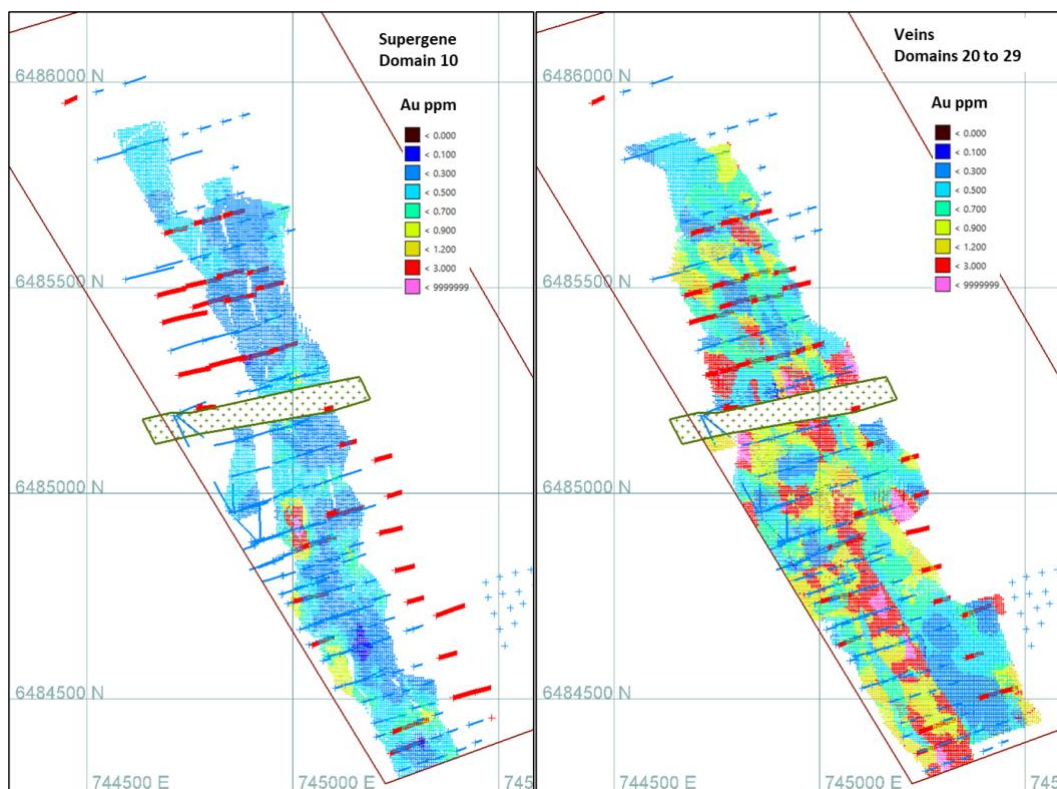 Supergene
Domain 10
Au ppm
< 0.000
< 0.100
< 0.300
< 0.500
< 0.700
< 0.900
< 1.200
< 3.000
< 9999999
6486000 N
6485500 N
6485000 N
6484500 N
744500 E
745000 E
745
Veins
Domains 20 to 29
Au ppm
< 0.000
< 0.100
< 0.300
< 0.500
< 0.700
< 0.900
< 1.200
< 3.000
< 9999999
6486000 N
6485500 N
6485000 N
6484500 N
744500 E
745000 E